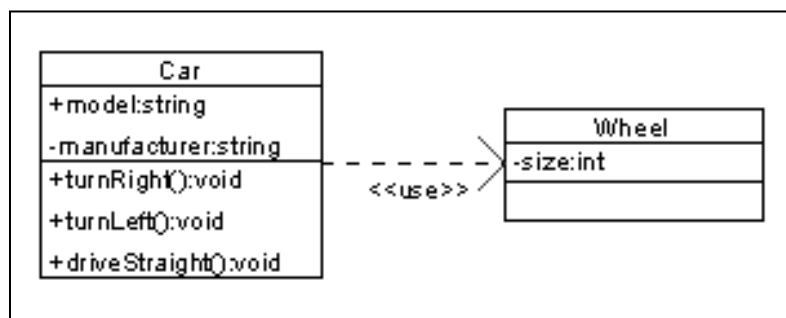 Car
+model:string
-manufacturer:string
+turnRight():void
+turnLeft():void
+driveStraight():void
<<use>>
Wheel
-size:int